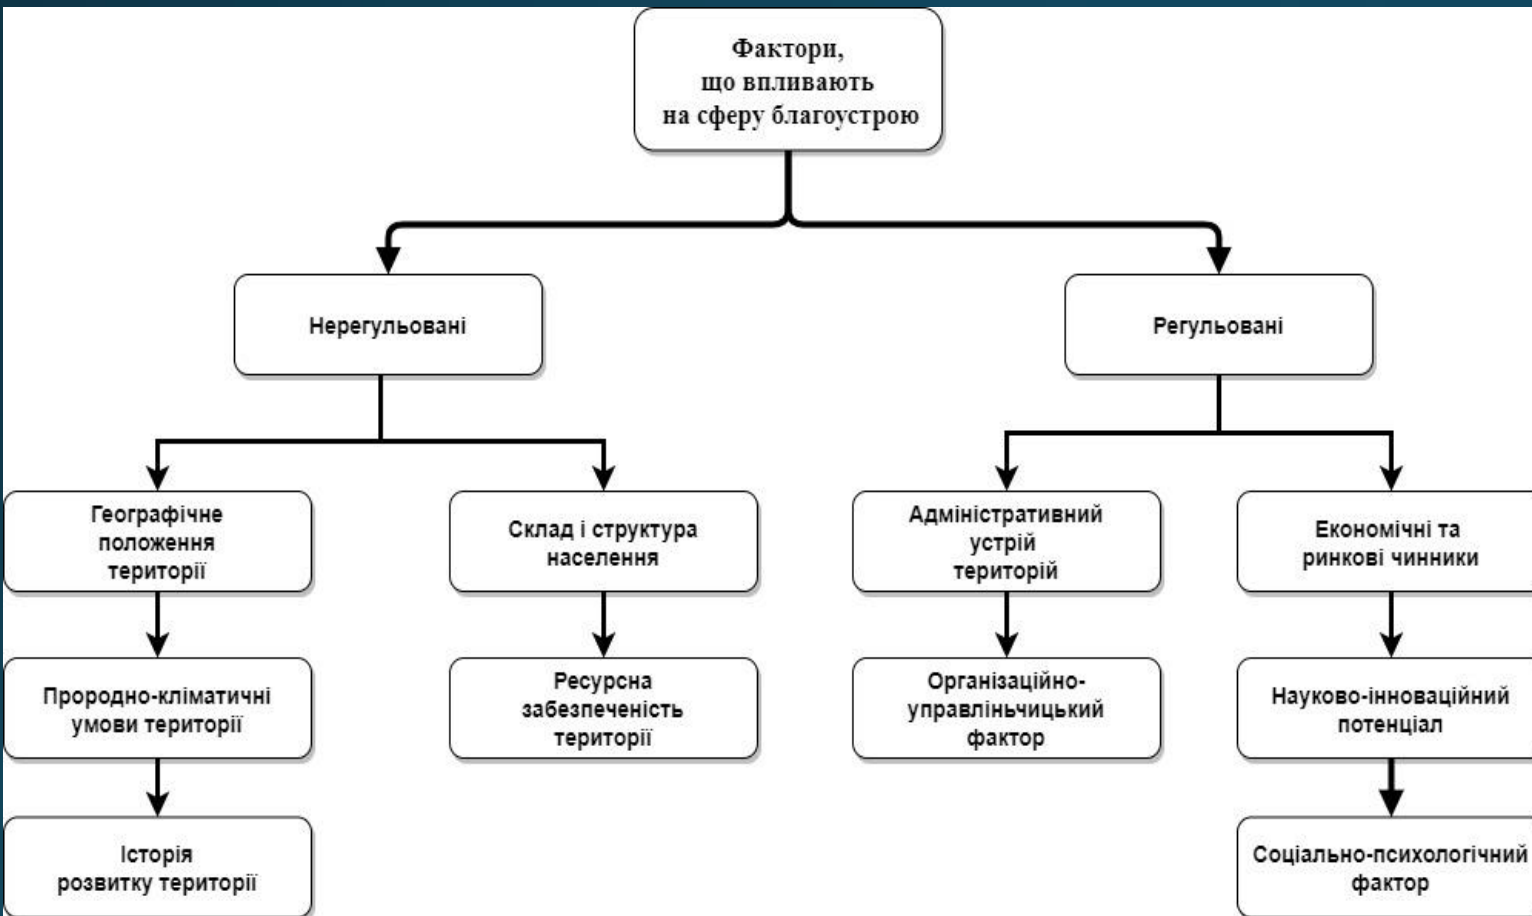 Фактори,
що впливають
на сферу благоустрою
Нерегульовані
Регульовані
Географічне
положення
території
Склад і структура
населення
Адміністративний
устрій
територій
Економічні та
ринкові чинники
Прородно-кліматичні
умови території
Ресурсна
забезпеченість
території
Організаційно-
управліньчицький
фактор
Науково-інноваційний
потенціал
Історія
розвитку території
Соціально-психологічний
фактор